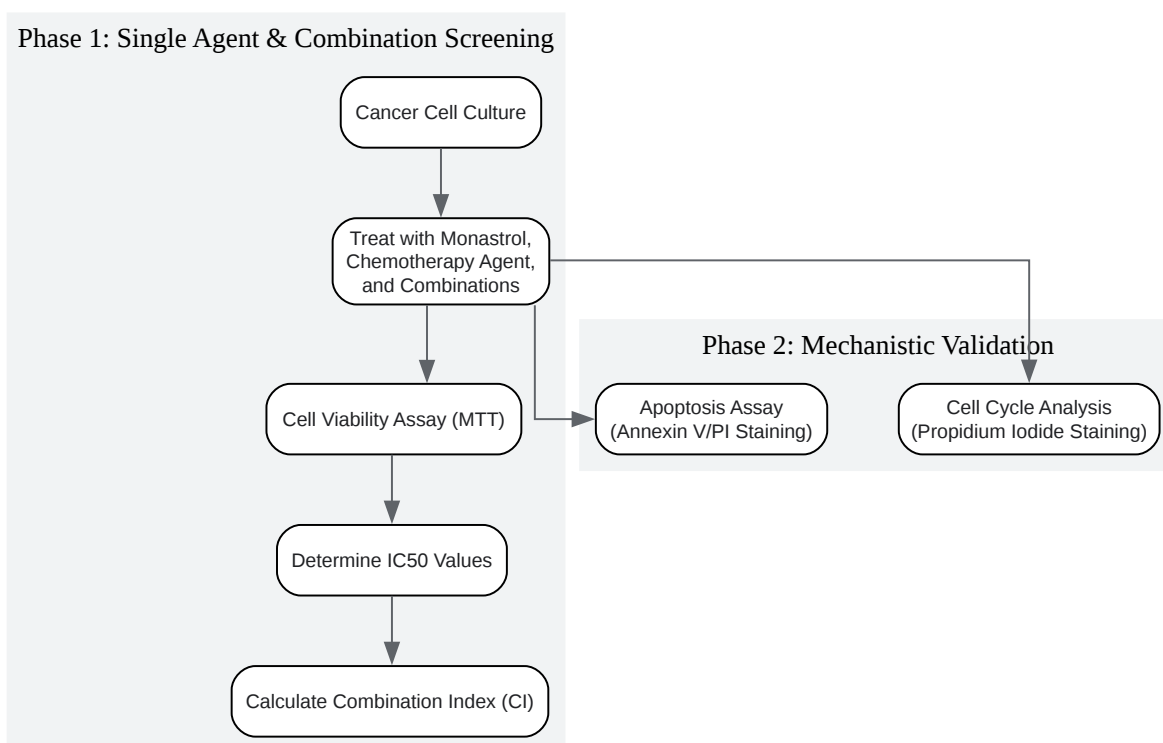 Phase 1: Single Agent & Combination Screening
Cancer Cell Culture
Treat with Monastrol,
Chemotherapy Agent,
and Combinations
Cell Viability Assay (MTT)
Determine IC50 Values
Calculate Combination Index (CI)
Phase 2: Mechanistic Validation
Apoptosis Assay
(Annexin V/PI Staining)
Cell Cycle Analysis
(Propidium Iodide Staining)